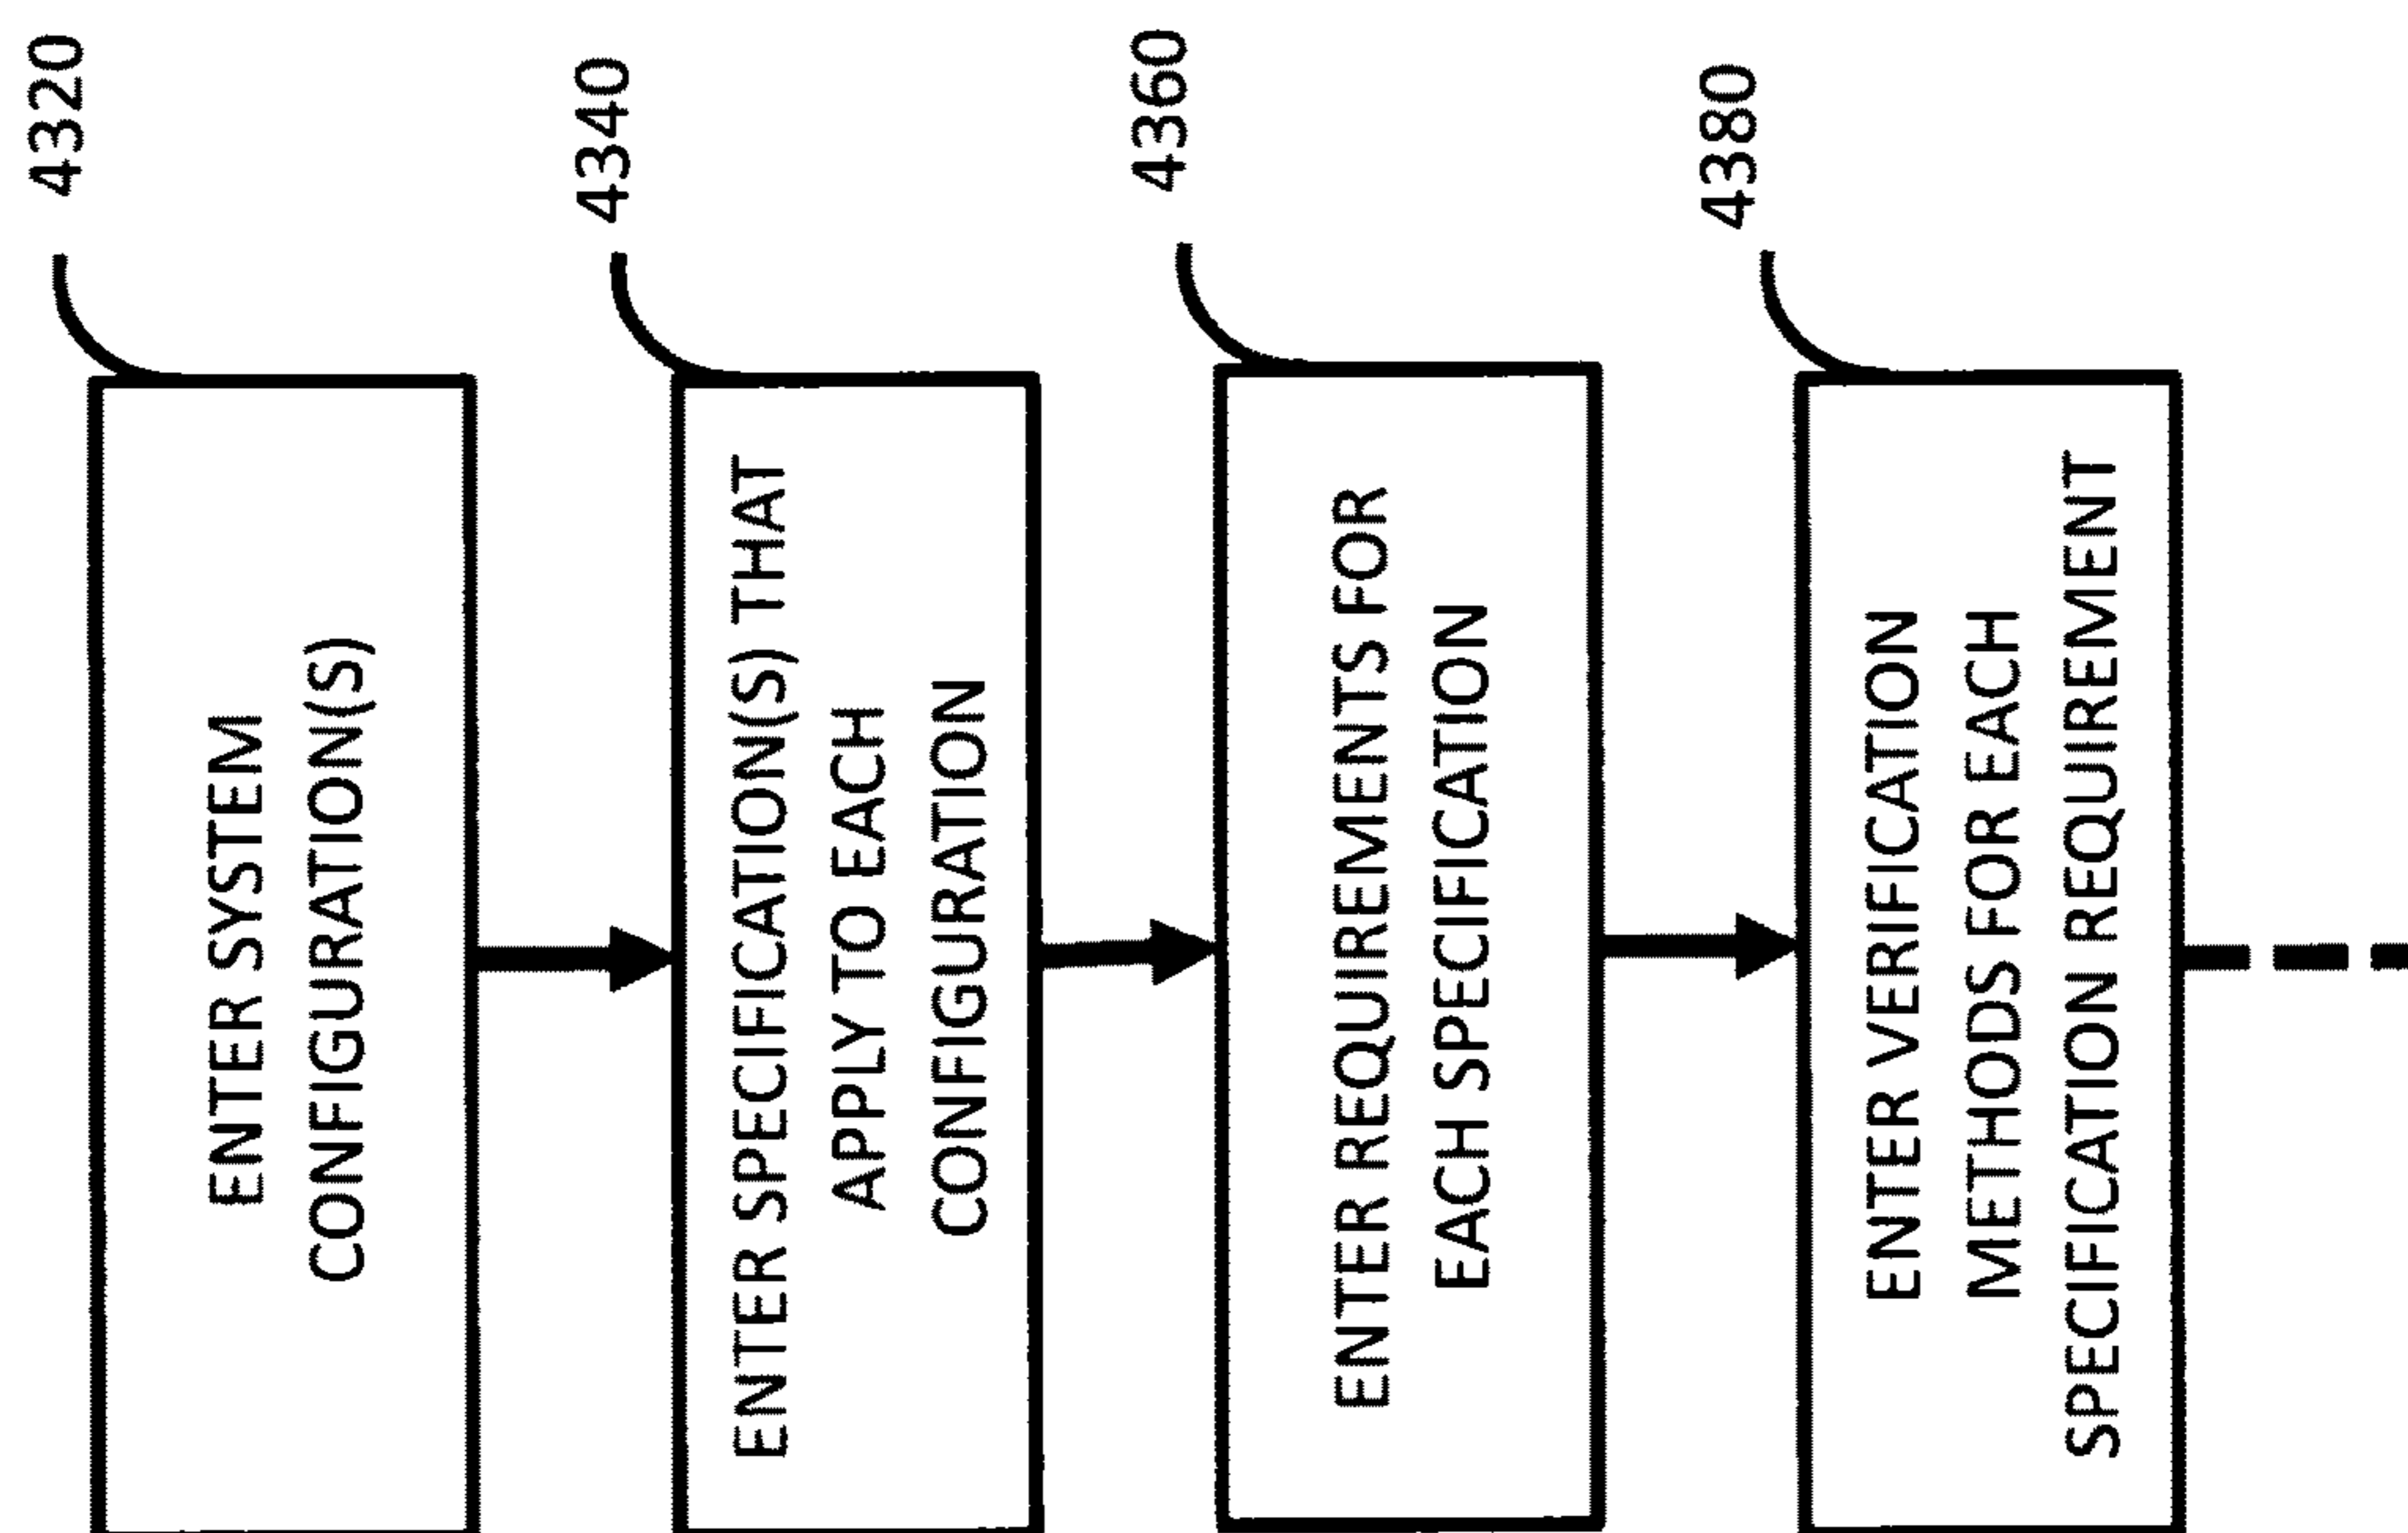 4320
ENTER SYSTEM
CONFIGURATION(S)
4340
ENTER SPECIFICATION(S) THAT
APPLY TO EACH
CONFIGURATION
4360
ENTER REQUIREMENTS FOR
EACH SPECIFICATION
4380
ENTER VERIFICATION
METHODS FOR EACH
SPECIFICATION REQUIREMENT